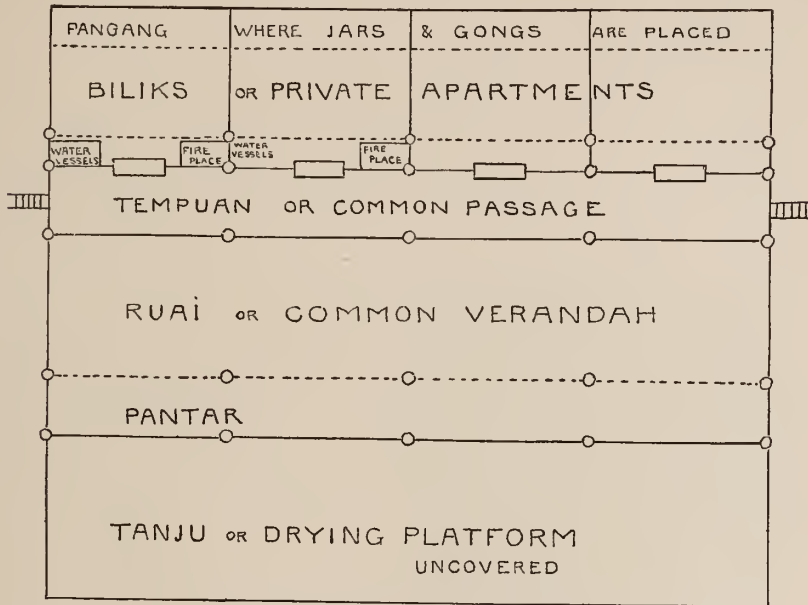 PANGANG WHERE JARS & GONGS ARE PLACED
BILIKS OR PRIVATE APARTMENTS
WATER VESSELS
FIRE PLACE
WATER VESSELS
FIRE PLACE
TEMPUAN OR COMMON PASSAGE
RUAI OR COMMON VERANDAH
PANTAR
TANJU OR DRYING PLATFORM
UNCOVERED